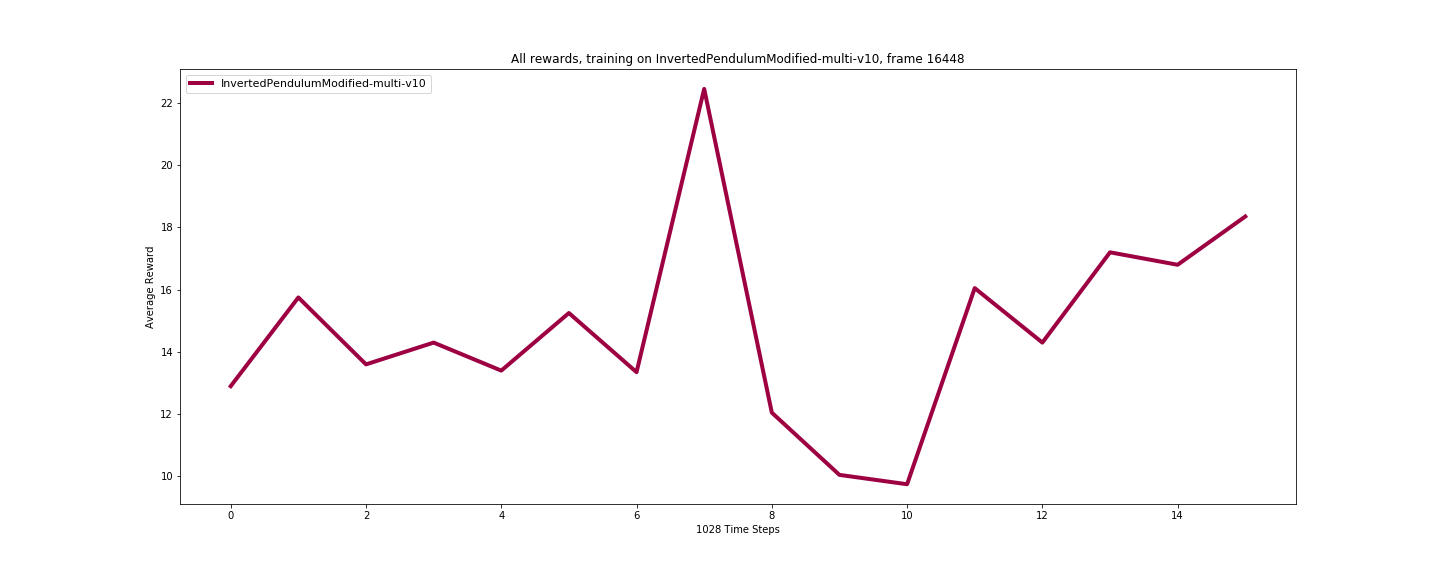 All rewards, training on InvertedPendulumModified-multi-v10, frame 16448
InvertedPendulumModified-multi-v10
22
20
18
16
14
12
10
Average Reward
0 2 4 6 8 10 12 14
1028 Time Steps